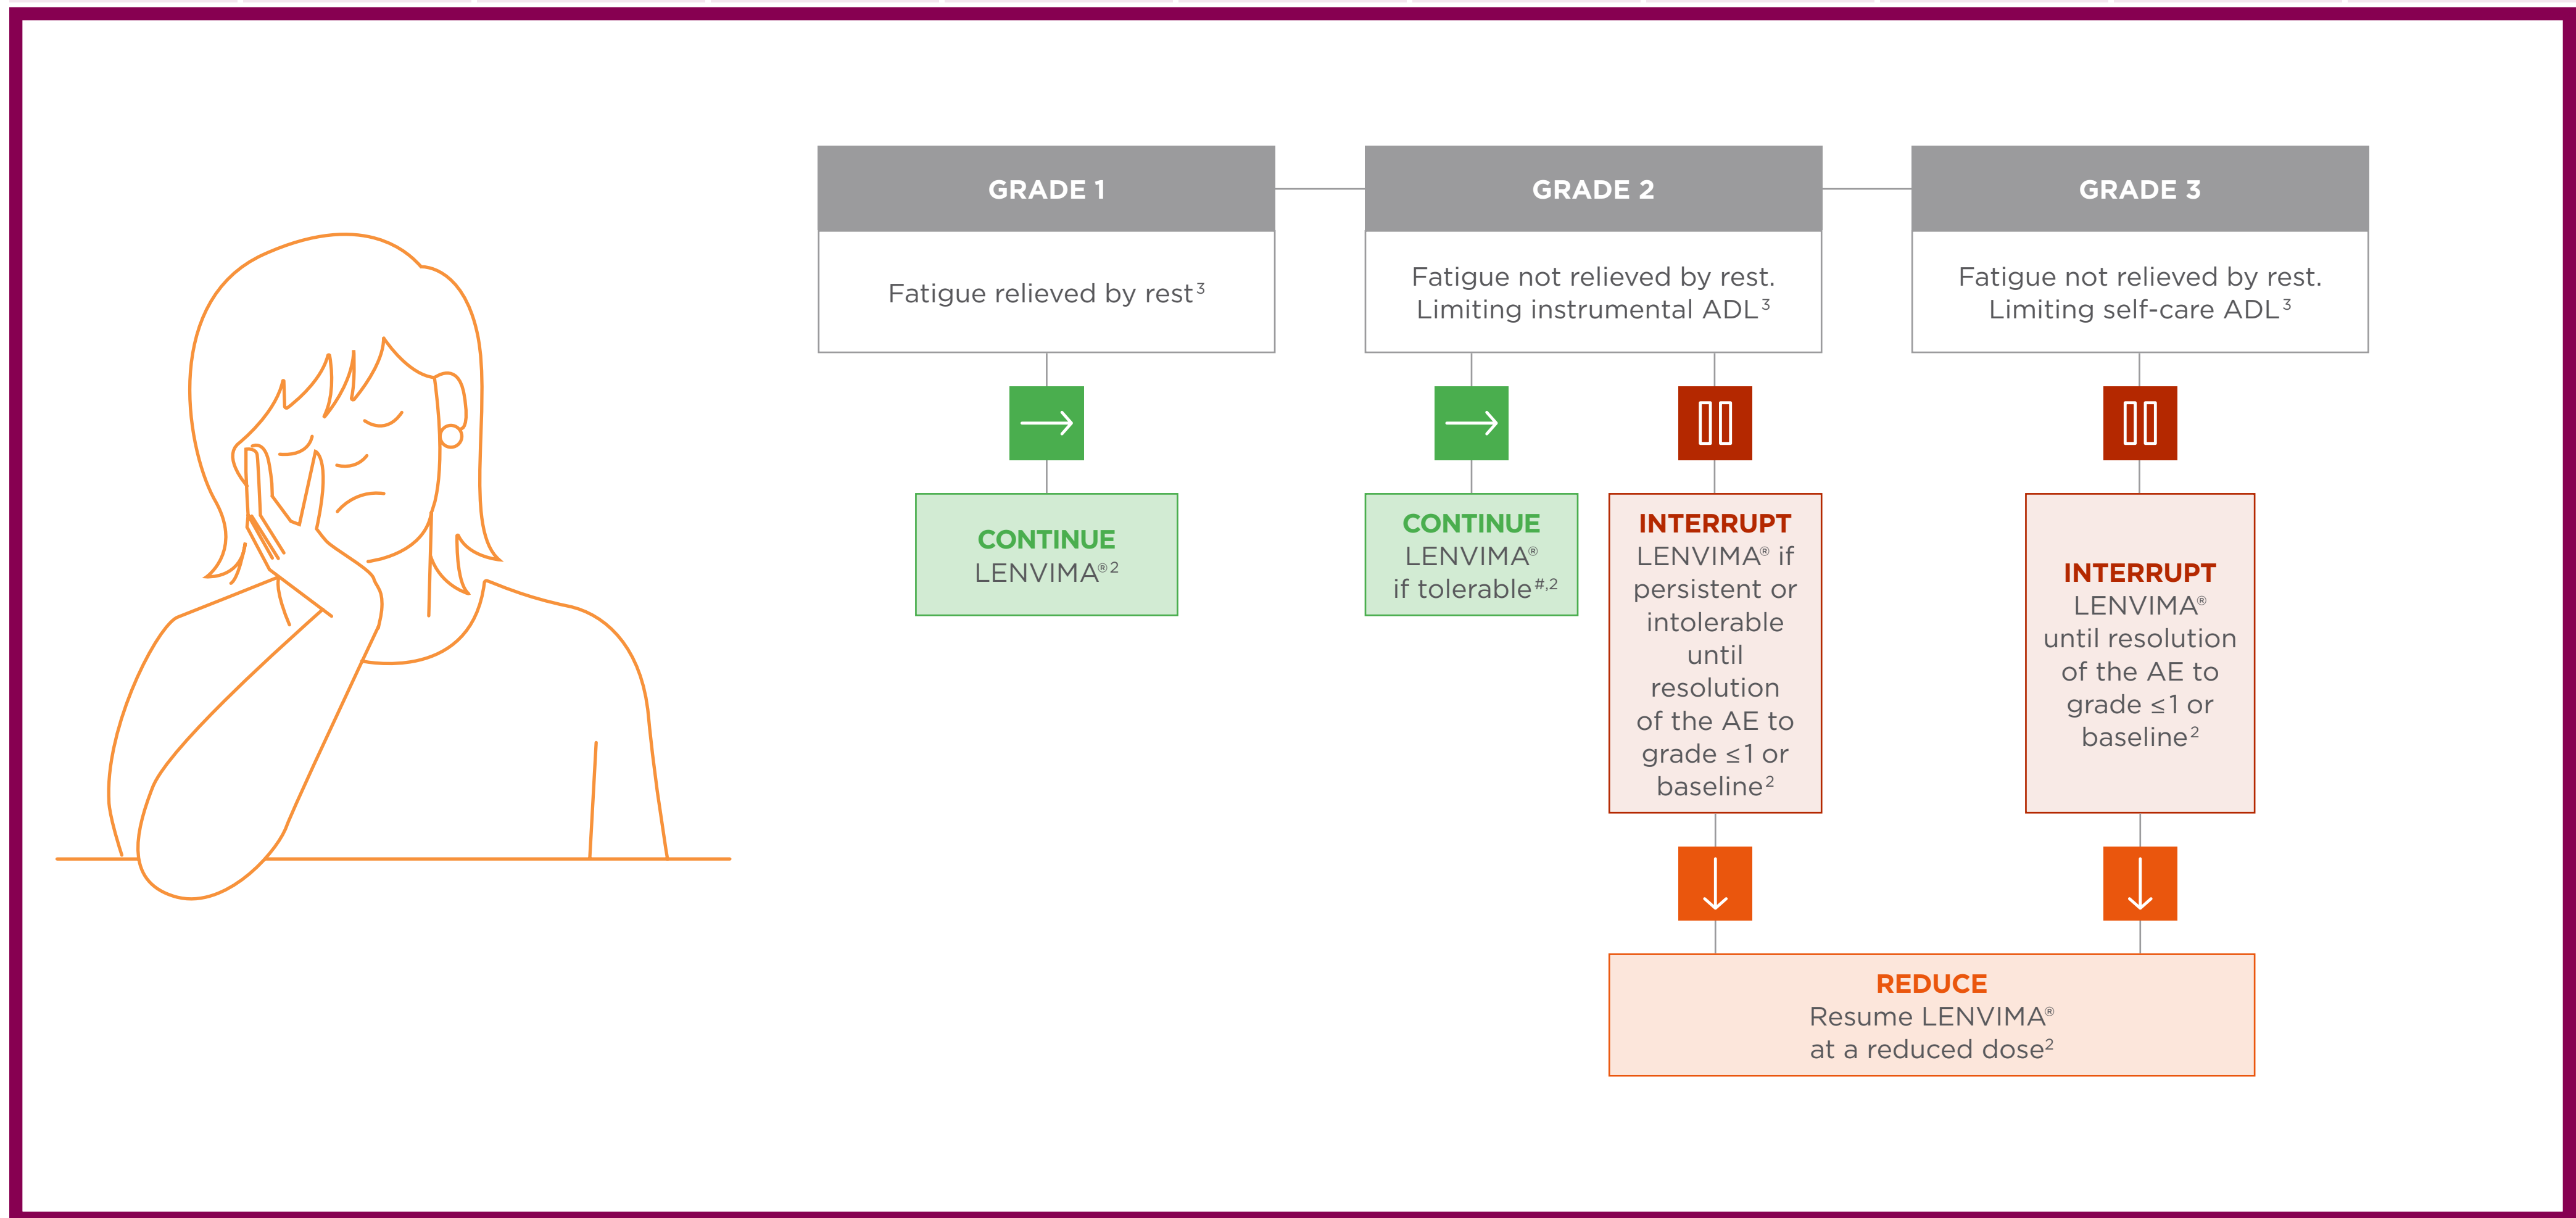 GRADE 1
Fatigue relieved by rest³
CONTINUE
LENVIMA®²
GRADE 2
Fatigue not relieved by rest.
Limiting instrumental ADL³
CONTINUE
LENVIMA®
if tolerable#,²
INTERRUPT
LENVIMA® if
persistent or
intolerable
until
resolution
of the AE to
grade ≤1 or
baseline²
GRADE 3
Fatigue not relieved by rest.
Limiting self-care ADL³
INTERRUPT
LENVIMA®
until resolution
of the AE to
grade ≤1 or
baseline²
REDUCE
Resume LENVIMA®
at a reduced dose²